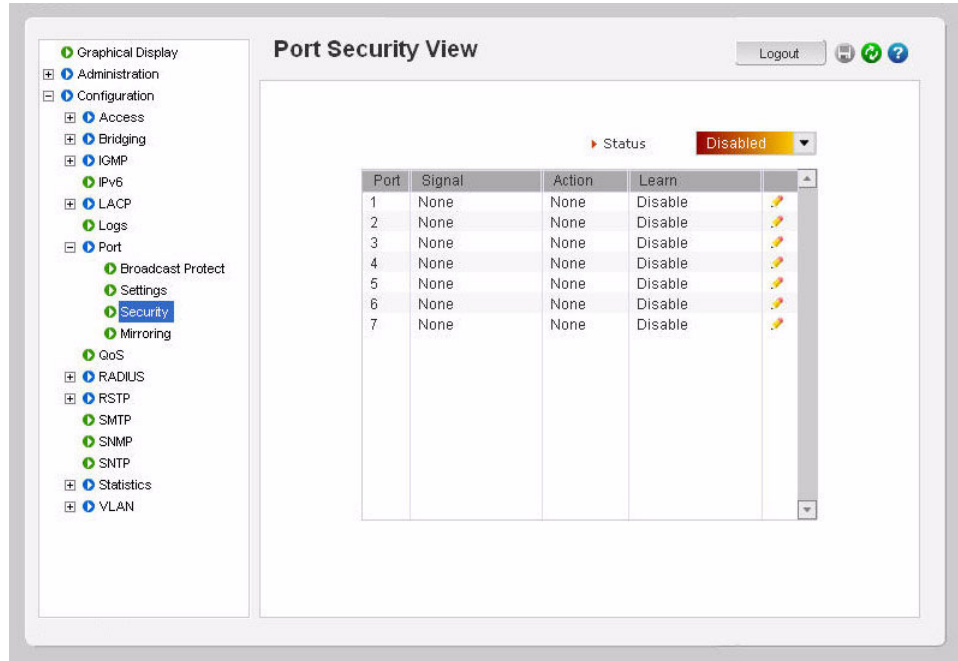 Port Security View
Logout
Graphical Display
Administration
Configuration
Access
Bridging
IGMP
IPv6
LACP
Logs
Port
Broadcast Protect
Settings
Security
Mirroring
QoS
RADIUS
RSTP
SMTP
SNMP
SNTP
Statistics
VLAN
Status Disabled
Port Signal Action Learn
1 None None Disable
2 None None Disable
3 None None Disable
4 None None Disable
5 None None Disable
6 None None Disable
7 None None Disable